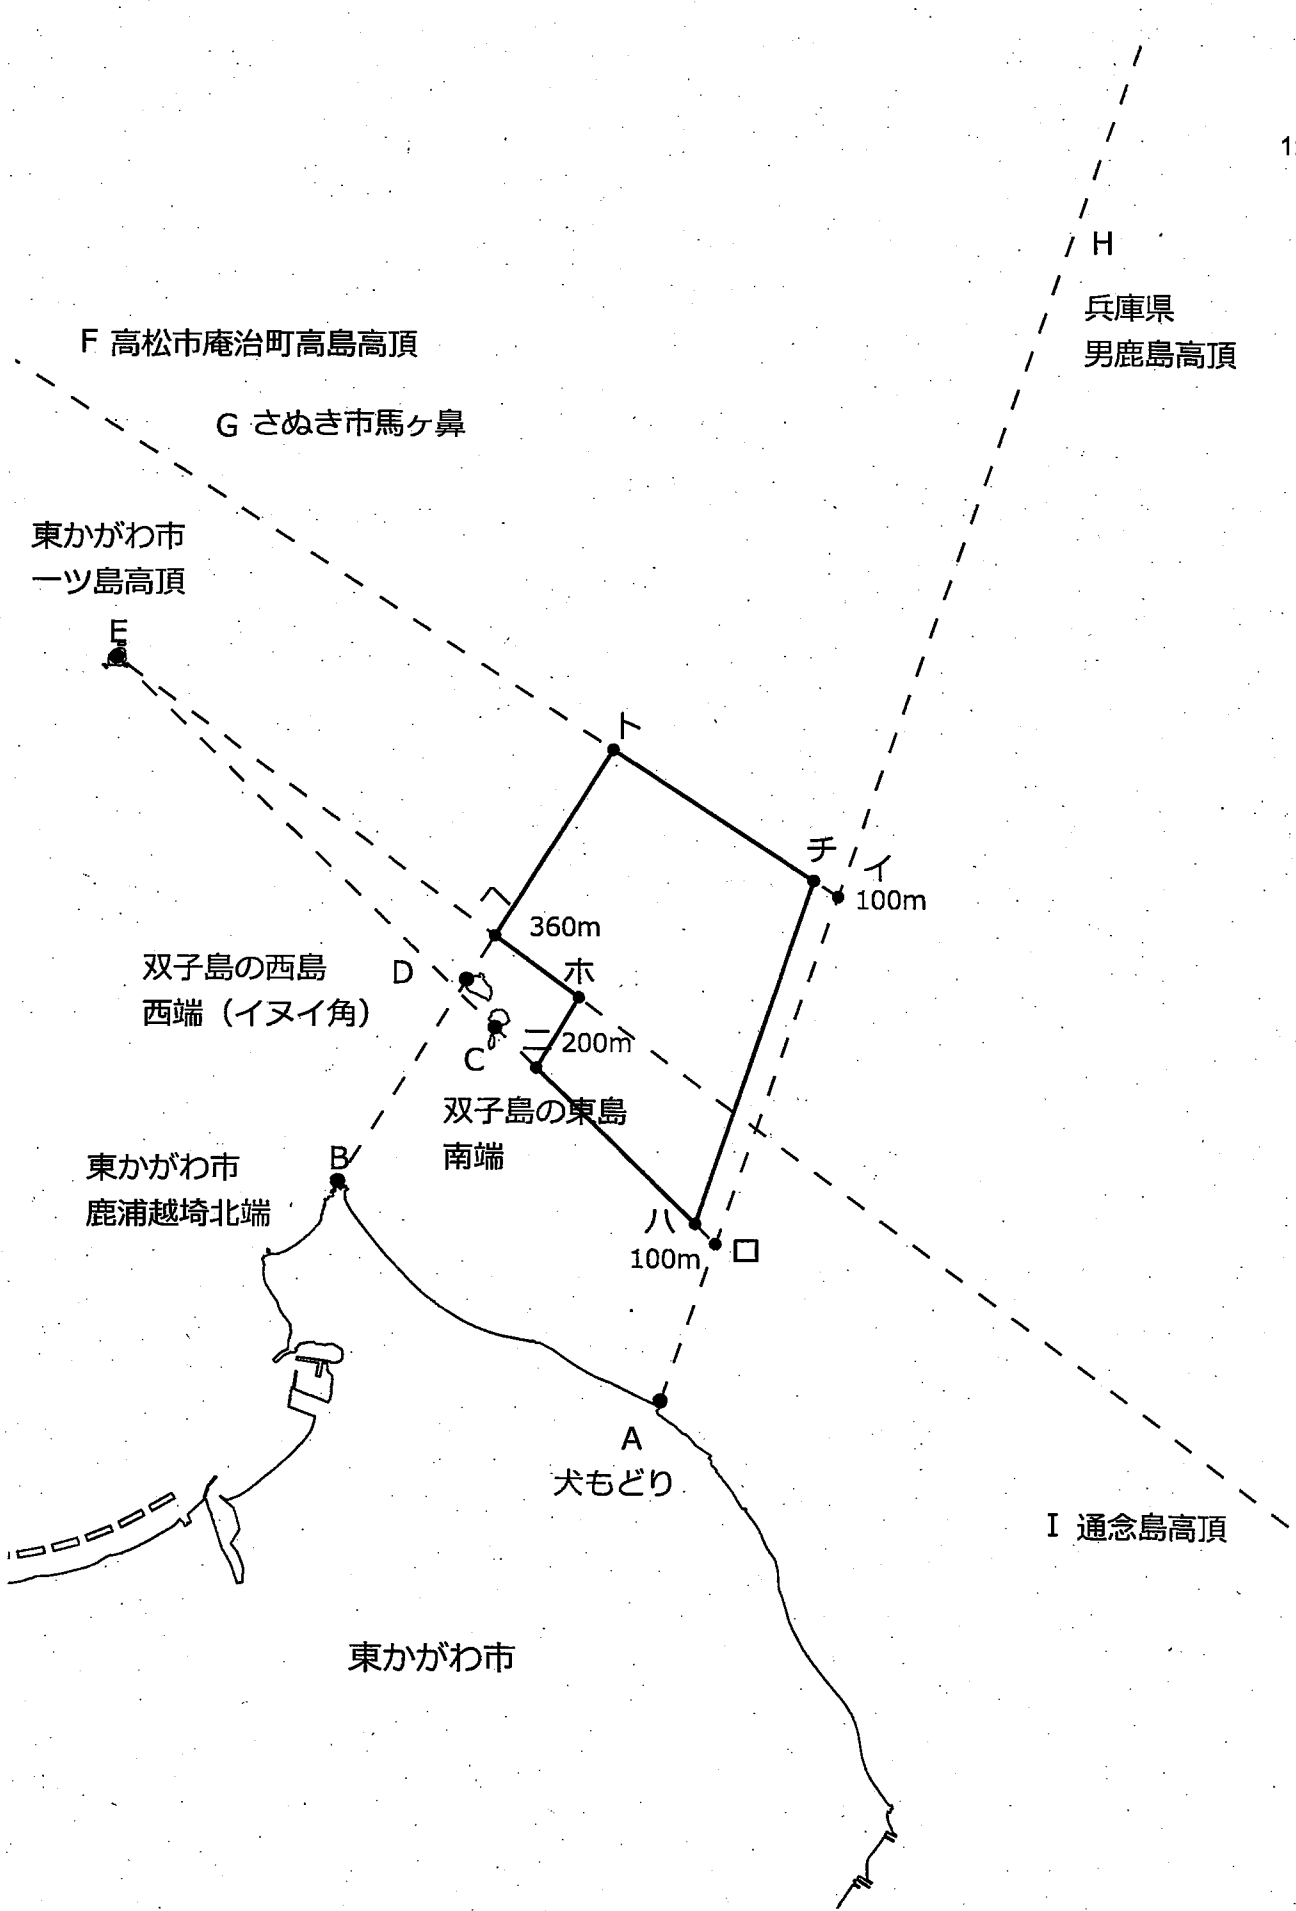 H
兵庫県
男鹿島高頂
F 高松市庵治町高島高頂
G さぬき市馬ヶ鼻
東かがわ市
一ツ島高頂
E
ト
チ
イ
100m
ヘ
360m
ホ
双子島の西島
西端（イヌイ角）
D
C
ニ
200m
双子島の東島
南端
B
東かがわ市
鹿浦越埼北端
ハ
100m
ロ
A
犬もどり
I 通念島高頂
東かがわ市